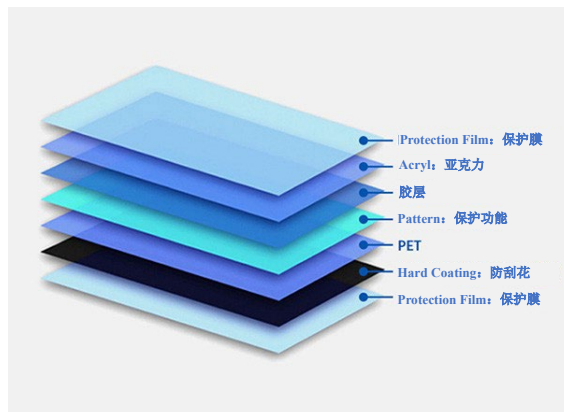 Protection Film：保护膜
Acryl：亚克力
胶层
Pattern：保护功能
PET
Hard Coating：防刮花
Protection Film：保护膜